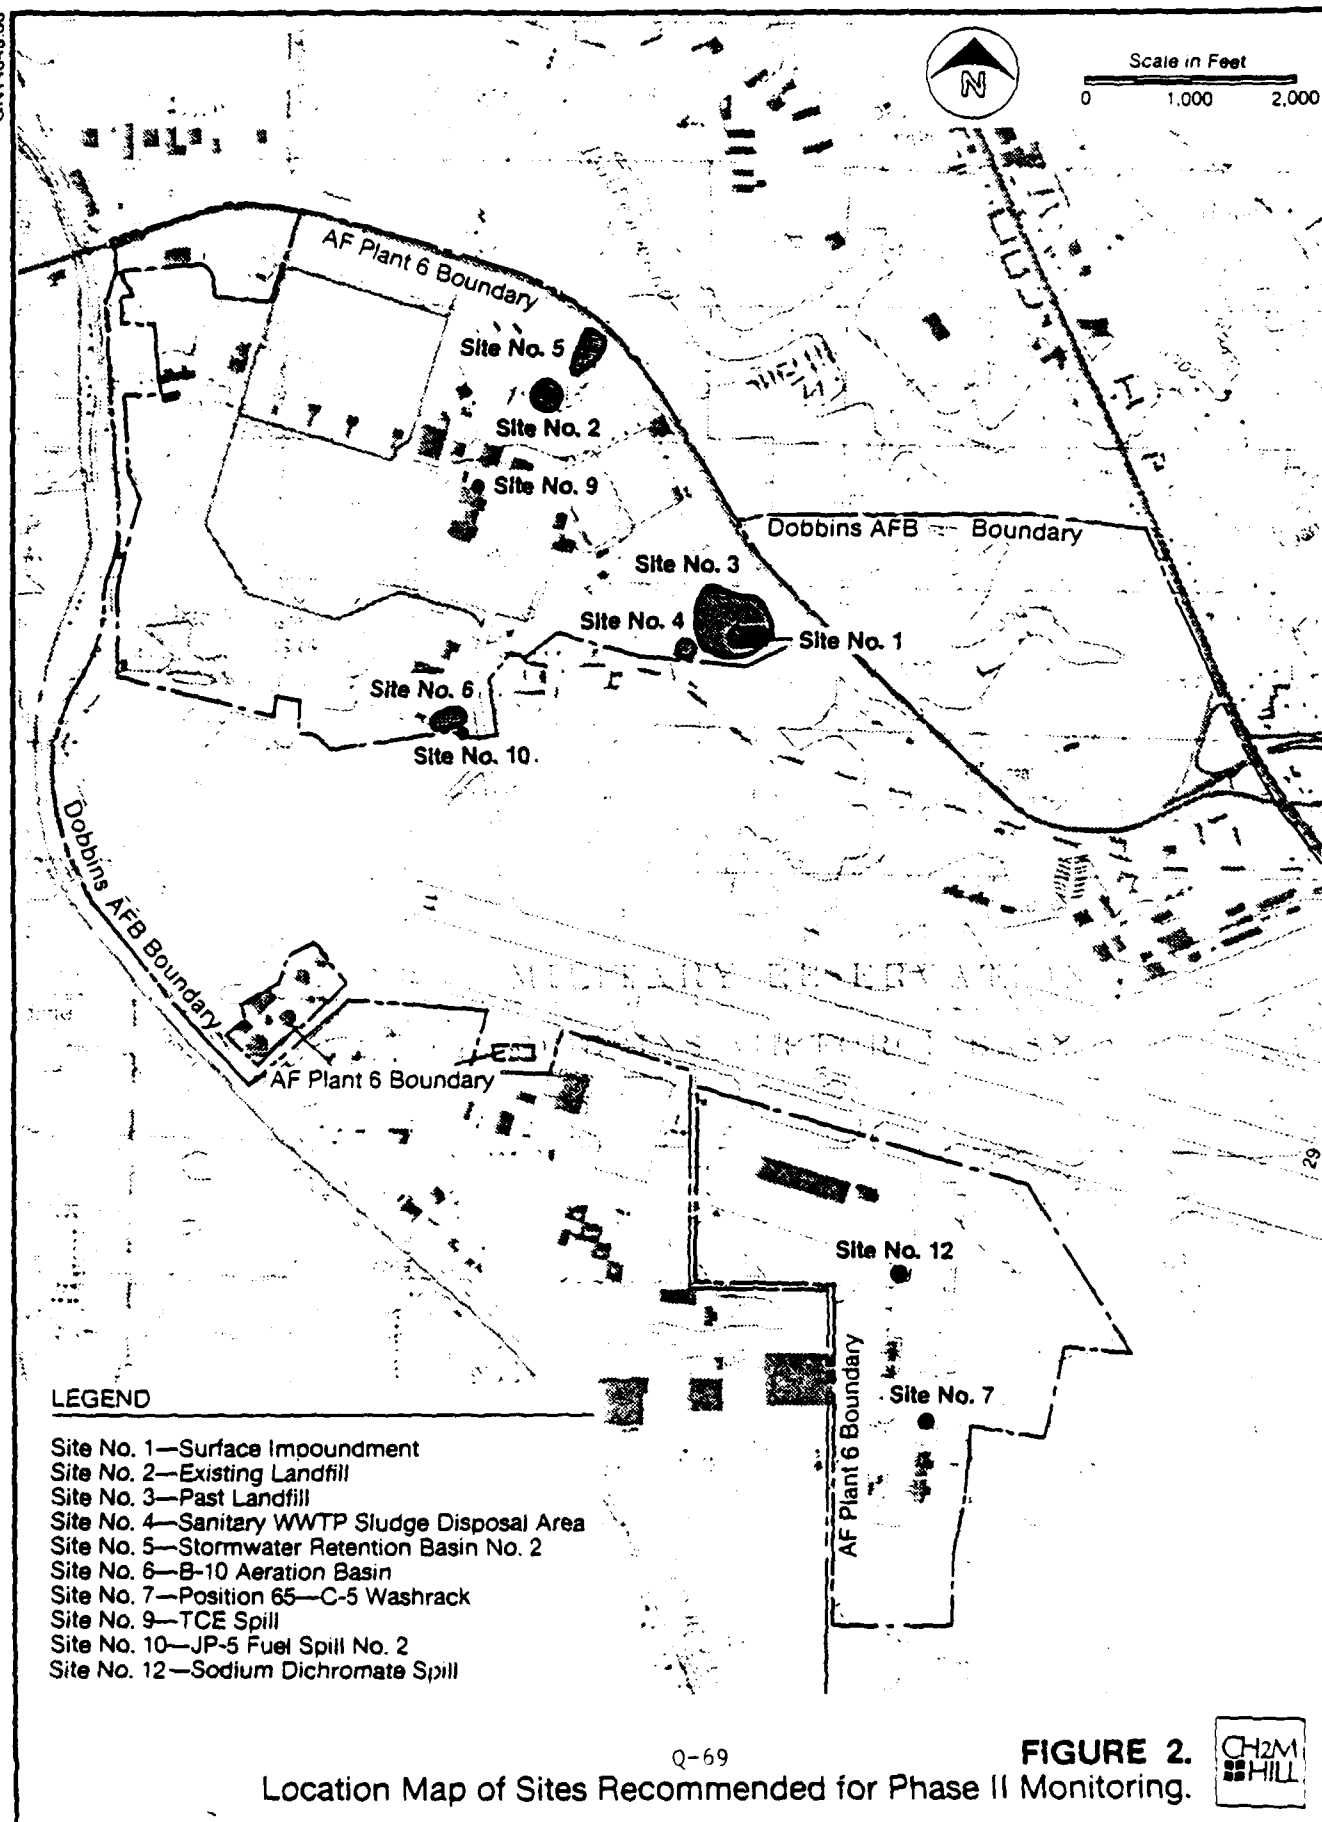 Scale in Feet
0 1,000 2,000
N
AF Plant 6 Boundary
Site No. 5
Site No. 2
Site No. 9
Dobbins AFB Boundary
Site No. 3
Site No. 4
Site No. 1
Site No. 6
Site No. 10
Dobbins AFB Boundary
MILITARY RESERVATION
AIR FORCE BASE
AF Plant 6 Boundary
29
Site No. 12
AF Plant 6 Boundary
Site No. 7
LEGEND
Site No. 1—Surface Impoundment
Site No. 2—Existing Landfill
Site No. 3—Past Landfill
Site No. 4—Sanitary WWTP Sludge Disposal Area
Site No. 5—Stormwater Retention Basin No. 2
Site No. 6—B-10 Aeration Basin
Site No. 7—Position 65—C-5 Washrack
Site No. 9—TCE Spill
Site No. 10—JP-5 Fuel Spill No. 2
Site No. 12—Sodium Dichromate Spill
Q-69
FIGURE 2.
Location Map of Sites Recommended for Phase II Monitoring.
CH2M
HILL